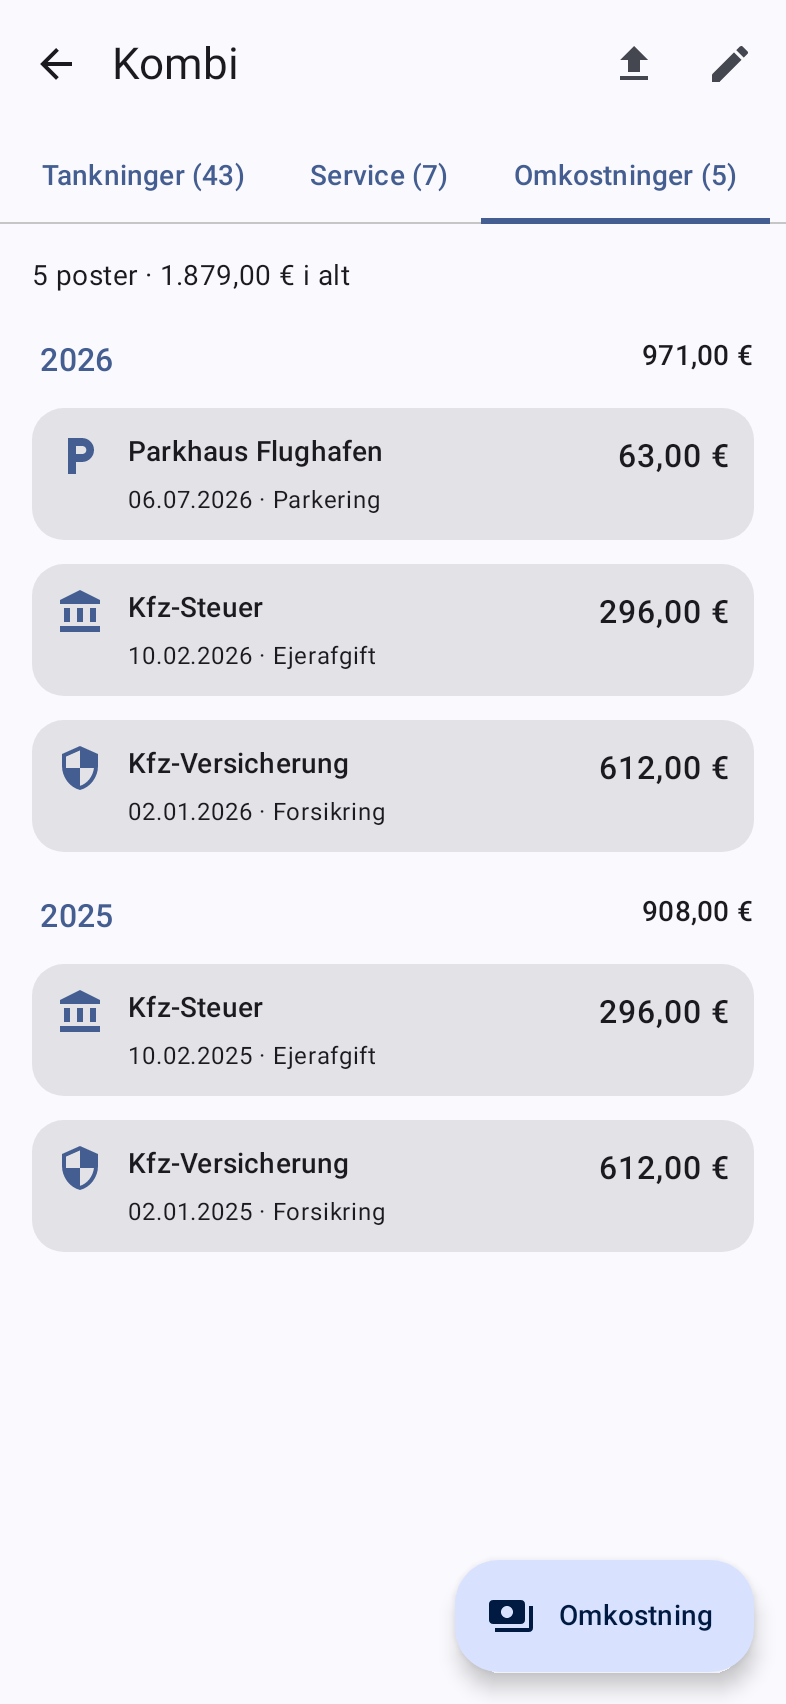 Kombi
Tankninger (43)
Service (7)
Omkostninger (5)
5 poster · 1.879,00 € i alt
2026
971,00 €
Parkhaus Flughafen
63,00 €
06.07.2026 · Parkering
Kfz-Steuer
296,00 €
10.02.2026 · Ejerafgift
Kfz-Versicherung
612,00 €
02.01.2026 · Forsikring
2025
908,00 €
Kfz-Steuer
296,00 €
10.02.2025 · Ejerafgift
Kfz-Versicherung
612,00 €
02.01.2025 · Forsikring
Omkostning